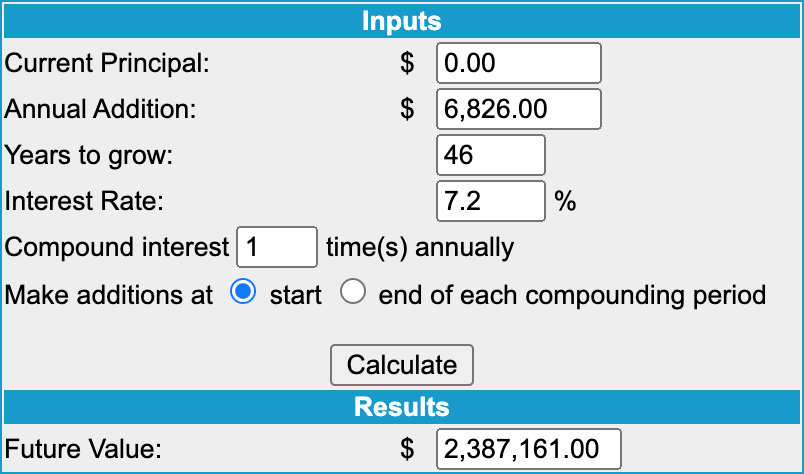 Inputs
Current Principal: $ 0.00
Annual Addition: $ 6,826.00
Years to grow: 46
Interest Rate: 7.2 %
Compound interest 1 time(s) annually
Make additions at start end of each compounding period
Calculate
Results
Future Value: $ 2,387,161.00